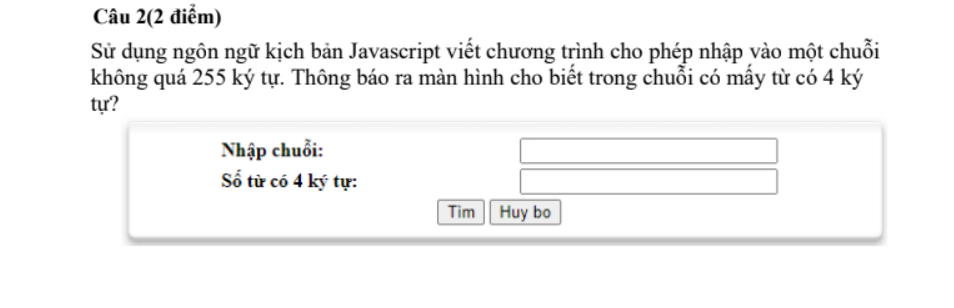 Câu 2(2 điểm)
Sử dụng ngôn ngữ kịch bản Javascript viết chương trình cho phép nhập vào một chuỗi
không quá 255 ký tự. Thông báo ra màn hình cho biết trong chuỗi có mấy từ có 4 ký
tự?
Nhập chuỗi:
Số từ có 4 ký tự:
Tìm Huy bo